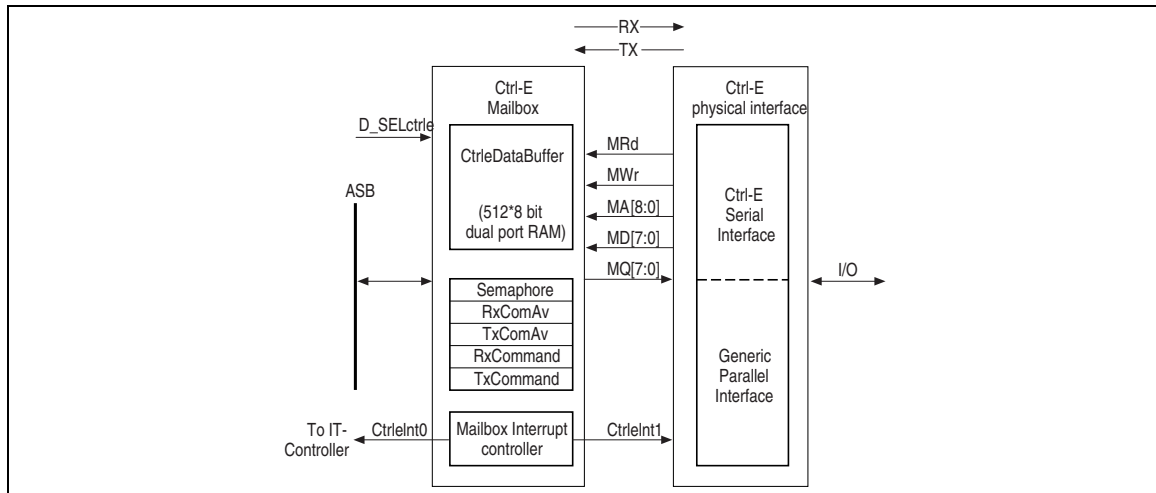 RX
TX
Ctrl-E
Mailbox
Ctrl-E
physical interface
D_SELctrle
CtrleDataBuffer
(512*8 bit
dual port RAM)
MRd
MWr
MA[8:0]
MD[7:0]
MQ[7:0]
Ctrl-E
Serial
Interface
ASB
I/O
Semaphore
RxComAv
TxComAv
RxCommand
TxCommand
Generic
Parallel
Interface
To IT-
Controller
CtrleInt0
Mailbox Interrupt
controller
CtrleInt1